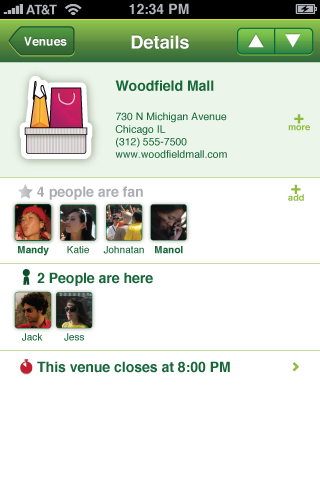 AT&T 12:34 PM
Venues Details
Woodfield Mall
730 N Michigan Avenue
Chicago IL
(312) 555-7500
www.woodfieldmall.com
more
4 people are fan
add
Mandy Katie Johnatan Manol
2 People are here
Jack Jess
This venue closes at 8:00 PM